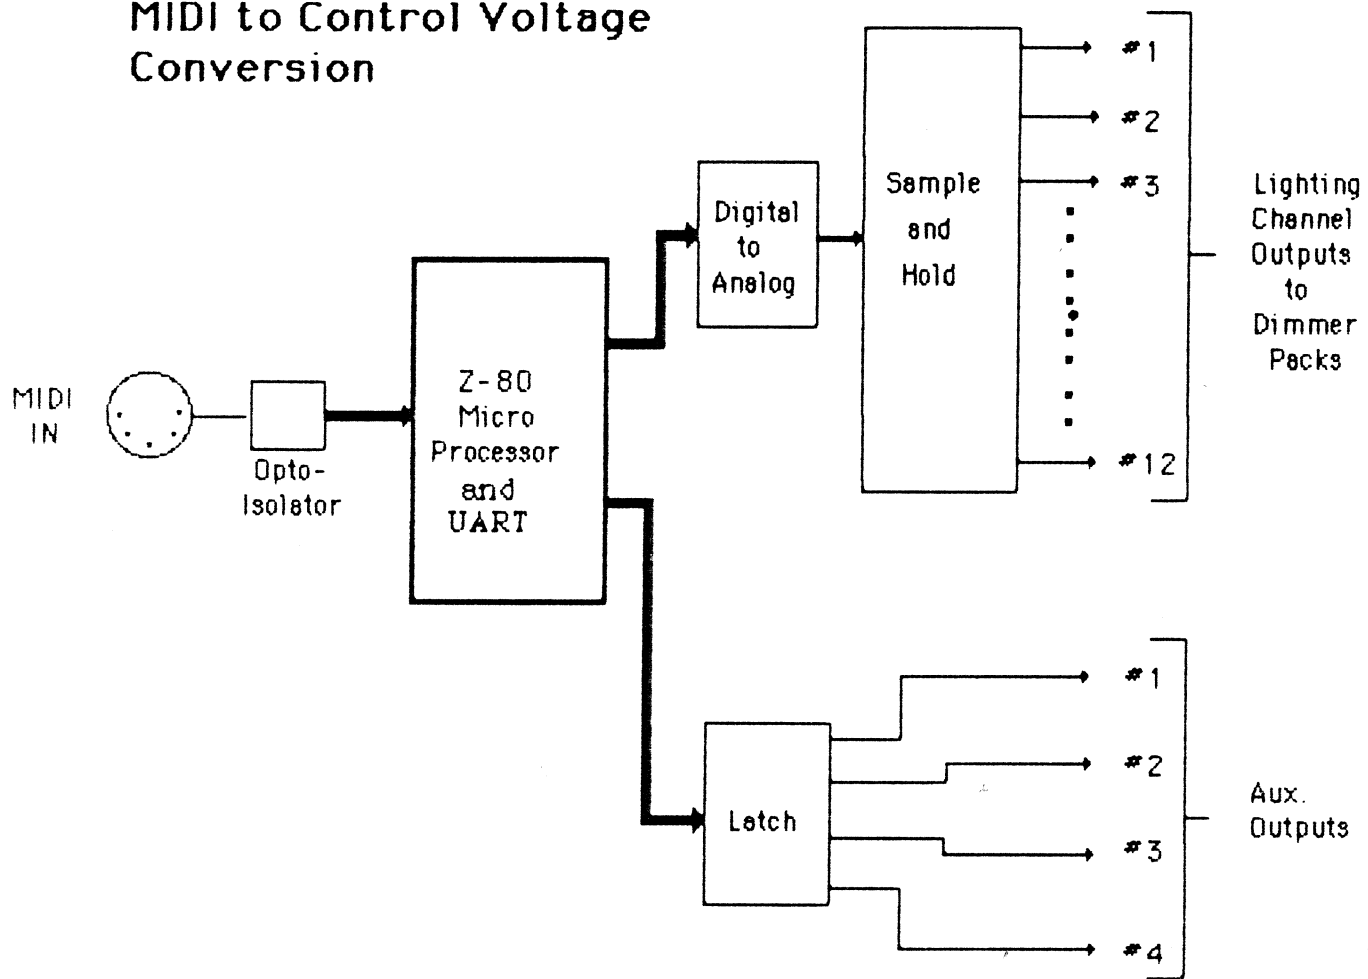 MIDI to Control Voltage
Conversion
MIDI
IN
Opto-
Isolator
Z-80
Micro
Processor
and
UART
Digital
to
Analog
Sample
and
Hold
#1
#2
#3
#12
Lighting
Channel
Outputs
to
Dimmer
Packs
Latch
#1
#2
#3
#4
Aux.
Outputs